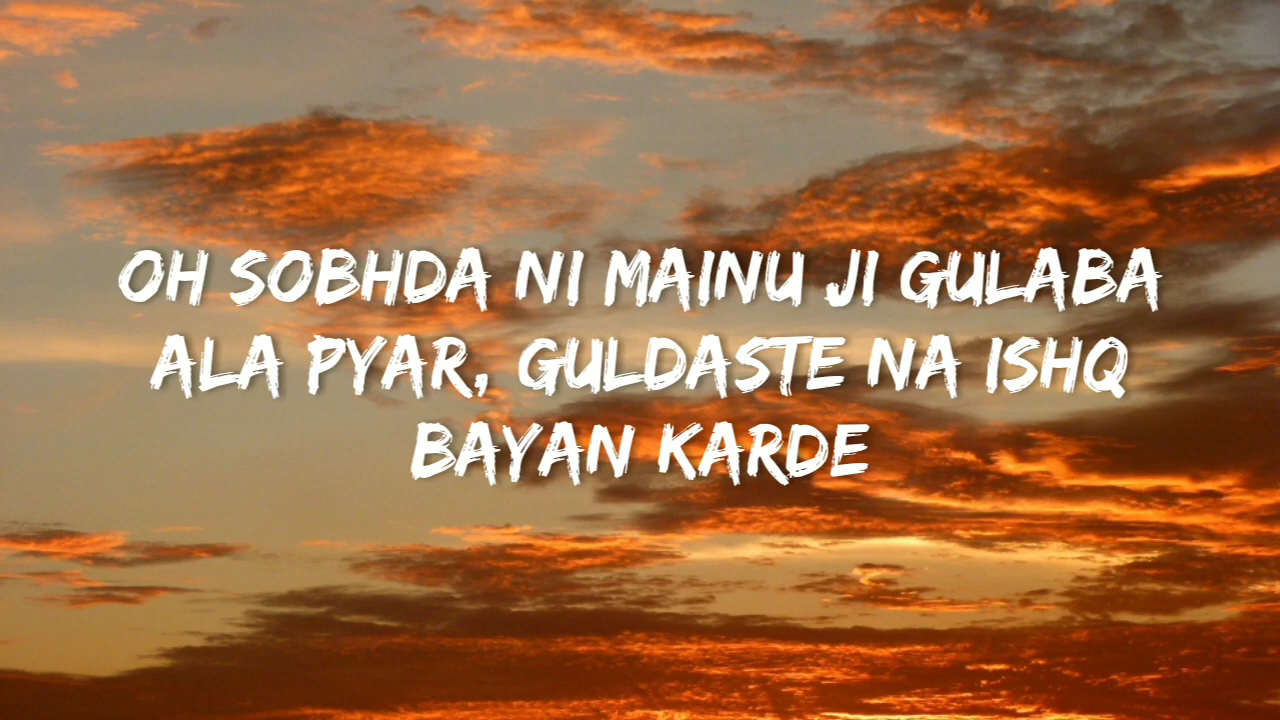 OH SOBHDA NI MAINU JI GULABA
ALA PYAR, GULDASTE NA ISHQ
BAYAN KARDE